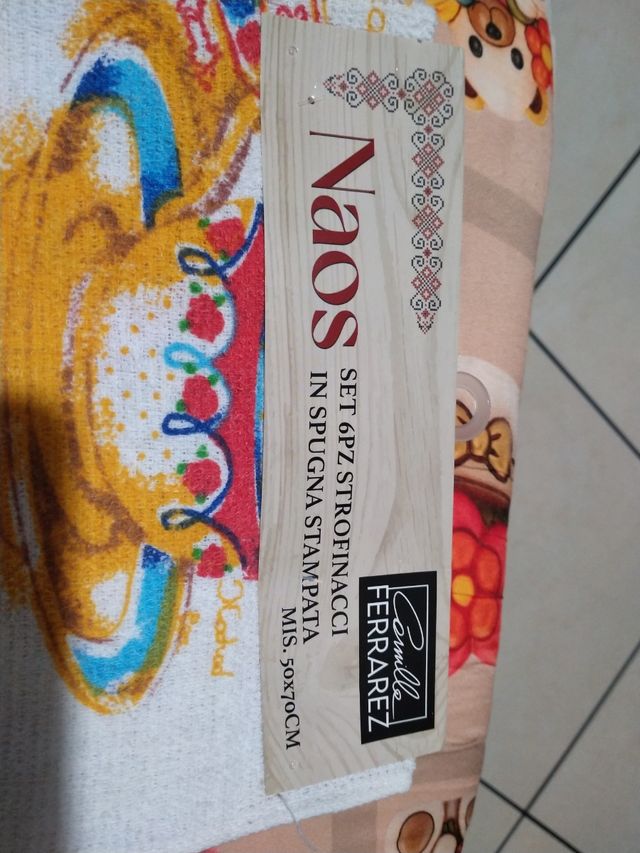 Naos
SET 6PZ STROFINACCI
IN SPUGNA STAMPATA
MIS. 50X70CM
Camilla
FERRAREZ